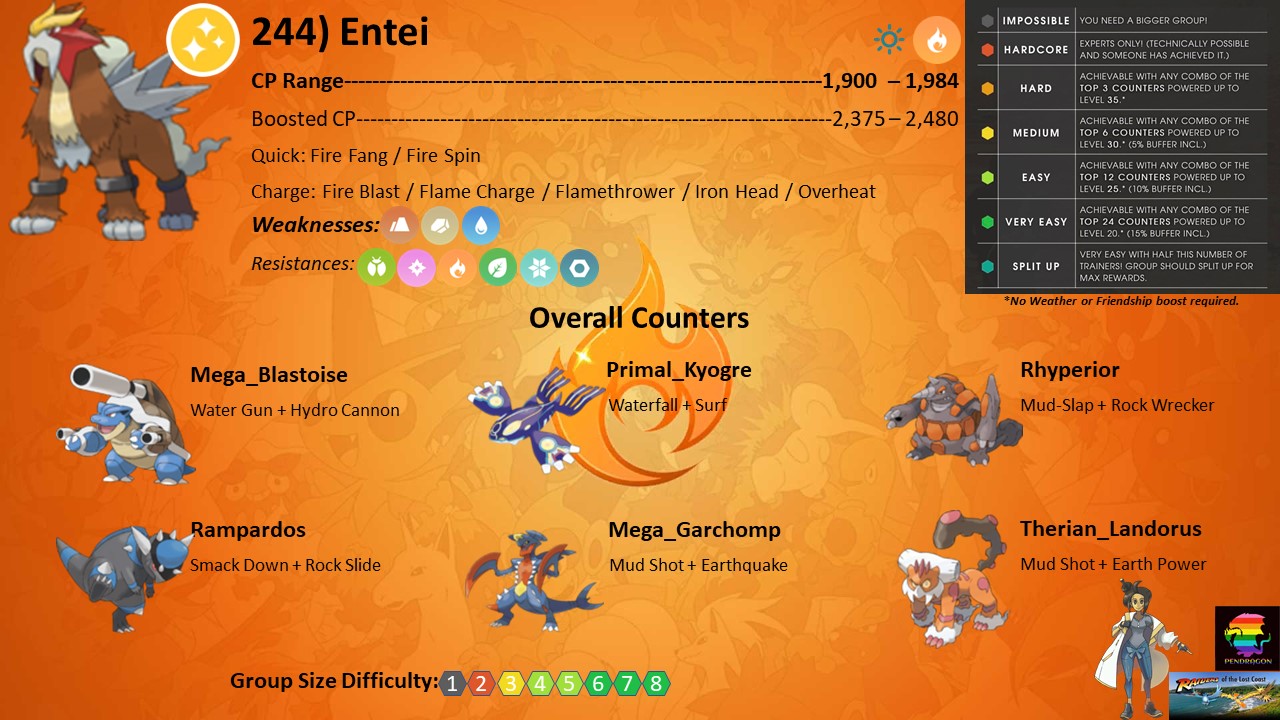 244) Entei
CP Range--------------------------------------------------------------------1,900 – 1,984
Boosted CP--------------------------------------------------------------------2,375 – 2,480
Quick: Fire Fang / Fire Spin
Charge: Fire Blast / Flame Charge / Flamethrower / Iron Head / Overheat
Weaknesses:
Resistances:
IMPOSSIBLE YOU NEED A BIGGER GROUP!
HARDCORE EXPERTS ONLY! (TECHNICALLY POSSIBLE
AND SOMEONE HAS ACHIEVED IT.)
HARD ACHIEVABLE WITH ANY COMBO OF THE
TOP 3 COUNTERS POWERED UP TO
LEVEL 35.*
MEDIUM ACHIEVABLE WITH ANY COMBO OF THE
TOP 6 COUNTERS POWERED UP TO
LEVEL 30.* (5% BUFFER INCL.)
EASY ACHIEVABLE WITH ANY COMBO OF THE
TOP 12 COUNTERS POWERED UP TO
LEVEL 25.* (10% BUFFER INCL.)
VERY EASY ACHIEVABLE WITH ANY COMBO OF THE
TOP 24 COUNTERS POWERED UP TO
LEVEL 20.* (15% BUFFER INCL.)
SPLIT UP VERY EASY WITH HALF THIS NUMBER OF
TRAINERS! GROUP SHOULD SPLIT UP FOR
MAX REWARDS.
*No Weather or Friendship boost required.
Overall Counters
Mega_Blastoise
Water Gun + Hydro Cannon
Primal_Kyogre
Waterfall + Surf
Rhyperior
Mud-Slap + Rock Wrecker
Rampardos
Smack Down + Rock Slide
Mega_Garchomp
Mud Shot + Earthquake
Therian_Landorus
Mud Shot + Earth Power
Group Size Difficulty: 1 2 3 4 5 6 7 8
PENDRAGON
RAIDERS of the Lost Coast